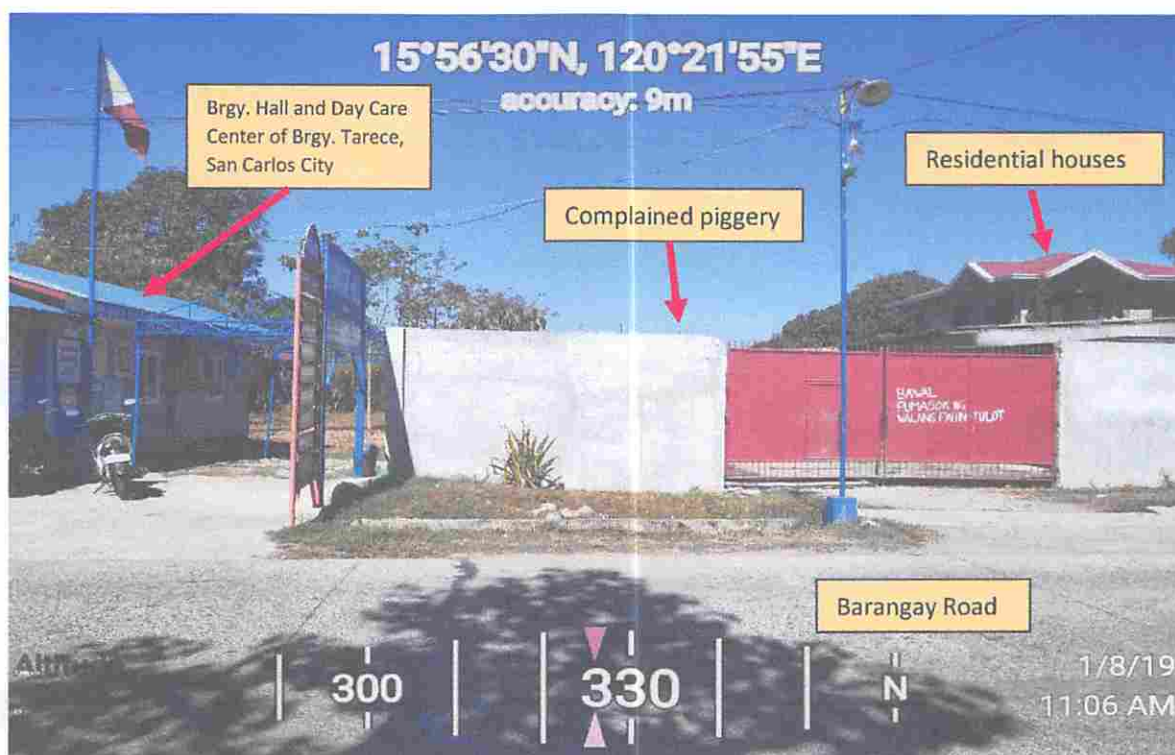 15°56'30"N, 120°21'55"E
accuracy: 9m
Brgy. Hall and Day Care
Center of Brgy. Tarece,
San Carlos City
Complained piggery
Residential houses
BAWAL
PUMASOK NG
WALANG PAHIN-TULOT
Barangay Road
300
330
N
1/8/19
11:06 AM